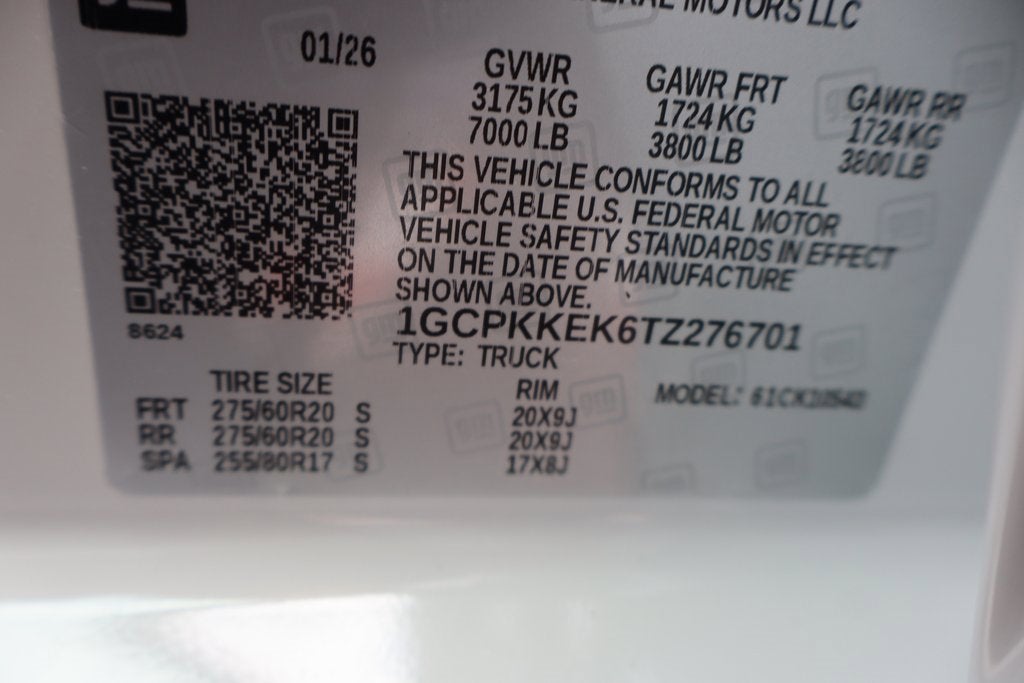 GENERAL MOTORS LLC
01/26
GVWR GAWR FRT GAWR RR
3175 KG 1724 KG 1724 KG
7000 LB 3800 LB 3800 LB
THIS VEHICLE CONFORMS TO ALL
APPLICABLE U.S. FEDERAL MOTOR
VEHICLE SAFETY STANDARDS IN EFFECT
ON THE DATE OF MANUFACTURE
SHOWN ABOVE.
1GCPKKEK6TZ276701
8624
TYPE: TRUCK
TIRE SIZE RIM MODEL:
FRT 275/60R20 S 20X9J
RR 275/60R20 S 20X9J
SPA 255/80R17 S 17X8J